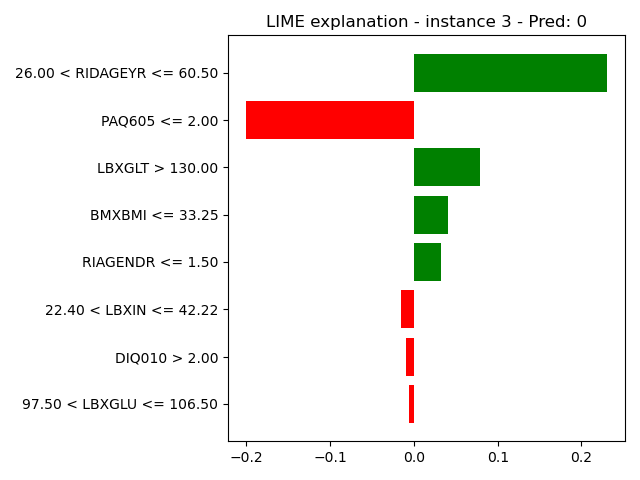 LIME explanation - instance 3 - Pred: 0
26.00 < RIDAGEYR <= 60.50
PAQ605 <= 2.00
LBXGLT > 130.00
BMXBMI <= 33.25
RIAGENDR <= 1.50
22.40 < LBXIN <= 42.22
DIQ010 > 2.00
97.50 < LBXGLU <= 106.50
−0.2 −0.1 0.0 0.1 0.2